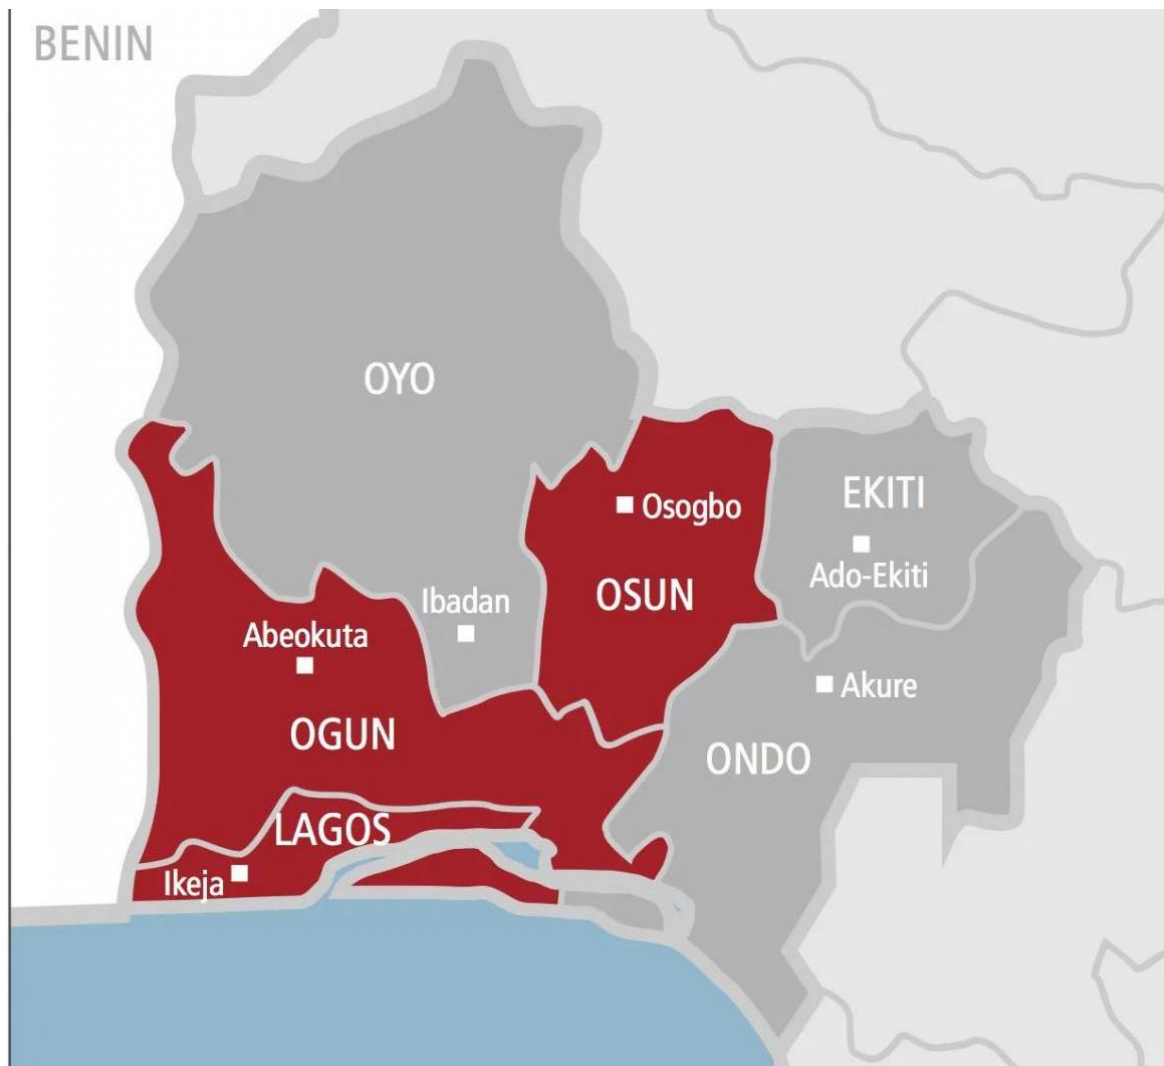 BENIN
OYO
EKITI
Osogbo
Ado-Ekiti
OSUN
Ibadan
Abeokuta
Akure
OGUN
ONDO
LAGOS
Ikeja